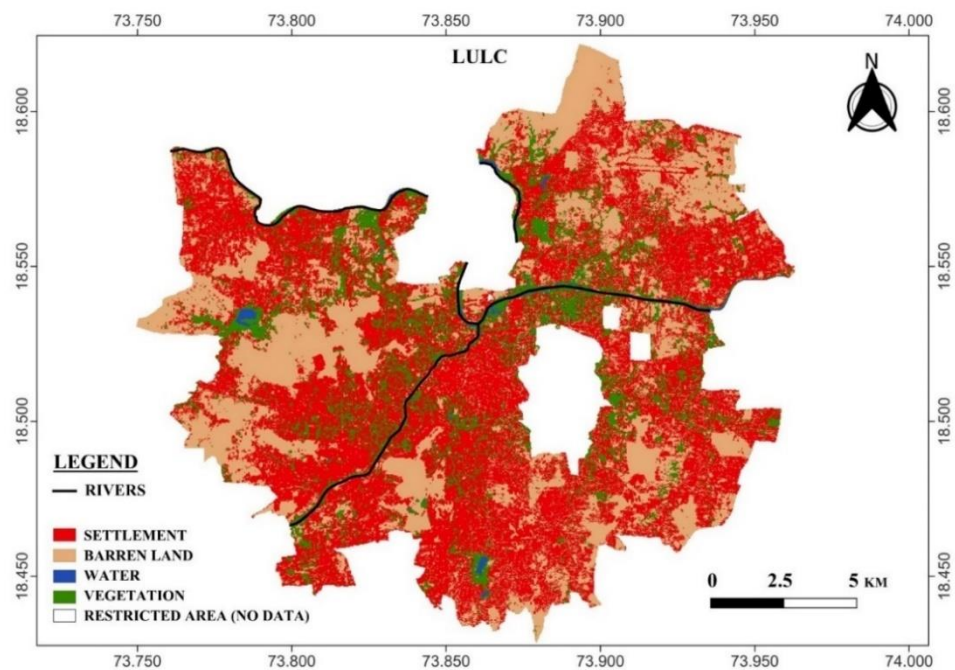 73.750 73.800 73.850 73.900 73.950 74.000
LULC
N
18.600 18.600
18.550 18.550
18.500 18.500
18.450 18.450
LEGEND
RIVERS
SETTLEMENT
BARREN LAND
WATER
VEGETATION
RESTRICTED AREA (NO DATA)
0 2.5 5 KM
73.750 73.800 73.850 73.900 73.950 74.000